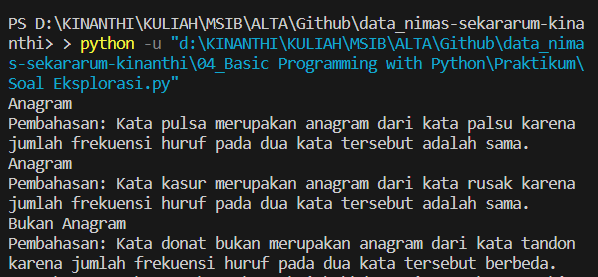 PS D:\KINANTHI\KULIAH\MSIB\ALTA\Github\data_nimas-sekararum-kina
nthi> > python -u "d:\KINANTHI\KULIAH\MSIB\ALTA\Github\data_nima
s-sekararum-kinanthi\04_Basic Programming with Python\Praktikum\
Soal Eksplorasi.py"
Anagram
Pembahasan: Kata pulsa merupakan anagram dari kata palsu karena
jumlah frekuensi huruf pada dua kata tersebut adalah sama.
Anagram
Pembahasan: Kata kasur merupakan anagram dari kata rusak karena
jumlah frekuensi huruf pada dua kata tersebut adalah sama.
Bukan Anagram
Pembahasan: Kata donat bukan merupakan anagram dari kata tandon
karena jumlah frekuensi huruf pada dua kata tersebut berbeda.